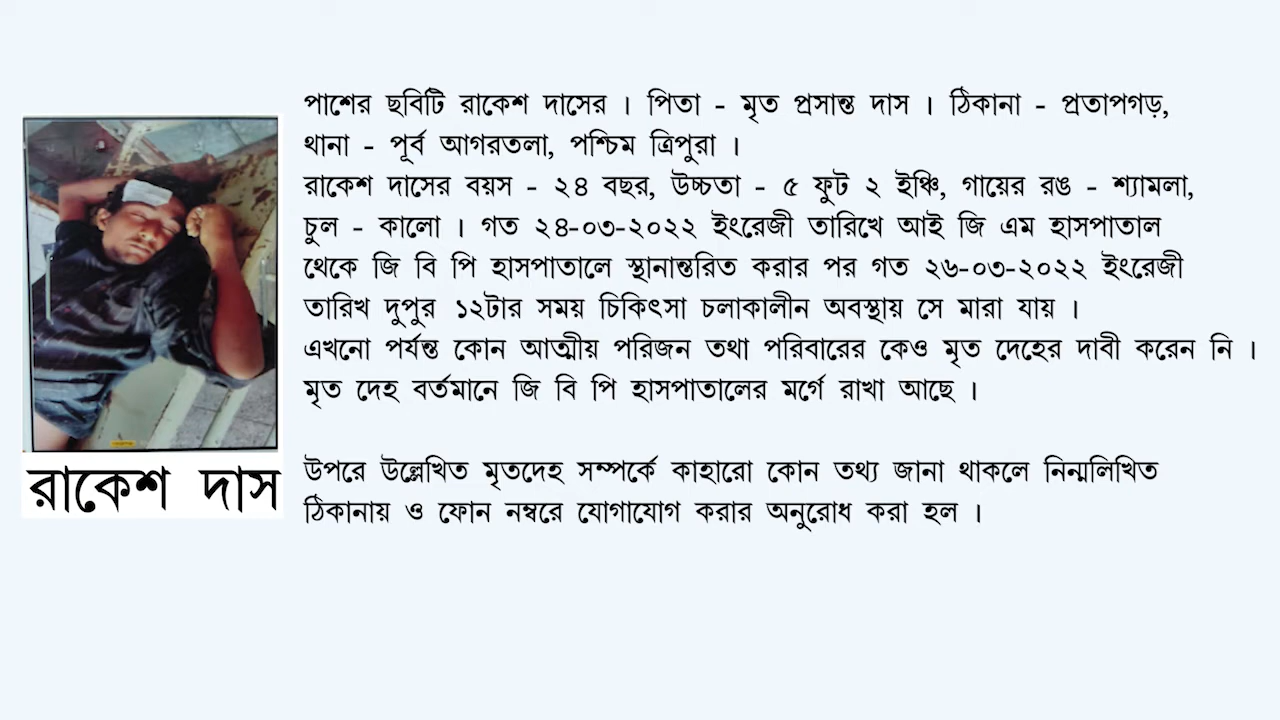 পাশের ছবিটি রাকেশ দাসের । পিতা - মৃত প্রসান্ত দাস । ঠিকানা - প্রতাপগড়,
থানা - পূর্ব আগরতলা, পশ্চিম ত্রিপুরা ।
রাকেশ দাসের বয়স - ২৪ বছর, উচ্চতা - ৫ ফুট ২ ইঞ্চি, গায়ের রঙ - শ্যামলা,
চুল - কালো । গত ২৪-০৩-২০২২ ইংরেজী তারিখে আই জি এম হাসপাতাল
থেকে জি বি পি হাসপাতালে স্থানান্তরিত করার পর গত ২৬-০৩-২০২২ ইংরেজী
তারিখ দুপুর ১২টার সময় চিকিৎসা চলাকালীন অবস্থায় সে মারা যায় ।
এখনো পর্যন্ত কোন আত্মীয় পরিজন তথা পরিবারের কেও মৃত দেহের দাবী করেন নি ।
মৃত দেহ বর্তমানে জি বি পি হাসপাতালের মর্গে রাখা আছে ।
উপরে উল্লেখিত মৃতদেহ সম্পর্কে কাহারো কোন তথ্য জানা থাকলে নিন্মলিখিত
ঠিকানায় ও ফোন নম্বরে যোগাযোগ করার অনুরোধ করা হল ।
রাকেশ দাস